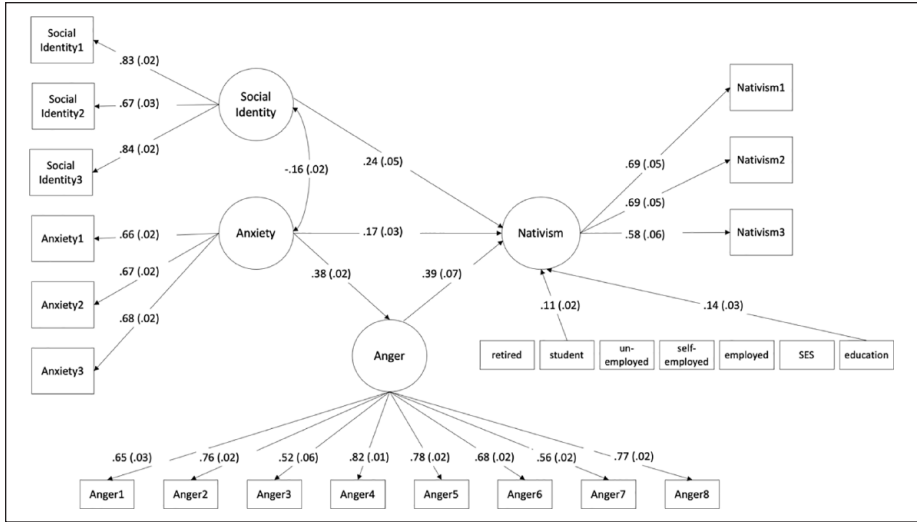 Social
Identity1
.83 (.02)
Social
Identity2
.67 (.03)
Social
Identity3
.84 (.02)
Social
Identity
-.16 (.02)
.24 (.05)
Anxiety1
.66 (.02)
Anxiety2
.67 (.02)
Anxiety3
.68 (.02)
Anxiety
.17 (.03)
.38 (.02)
.39 (.07)
Nativism
.69 (.05)
Nativism1
.69 (.05)
Nativism2
.58 (.06)
Nativism3
.11 (.02)
.14 (.03)
Anger
retired
student
un-
employed
self-
employed
employed
SES
education
.65 (.03)
.76 (.02)
.52 (.06)
.82 (.01)
.78 (.02)
.68 (.02)
.56 (.02)
.77 (.02)
Anger1
Anger2
Anger3
Anger4
Anger5
Anger6
Anger7
Anger8